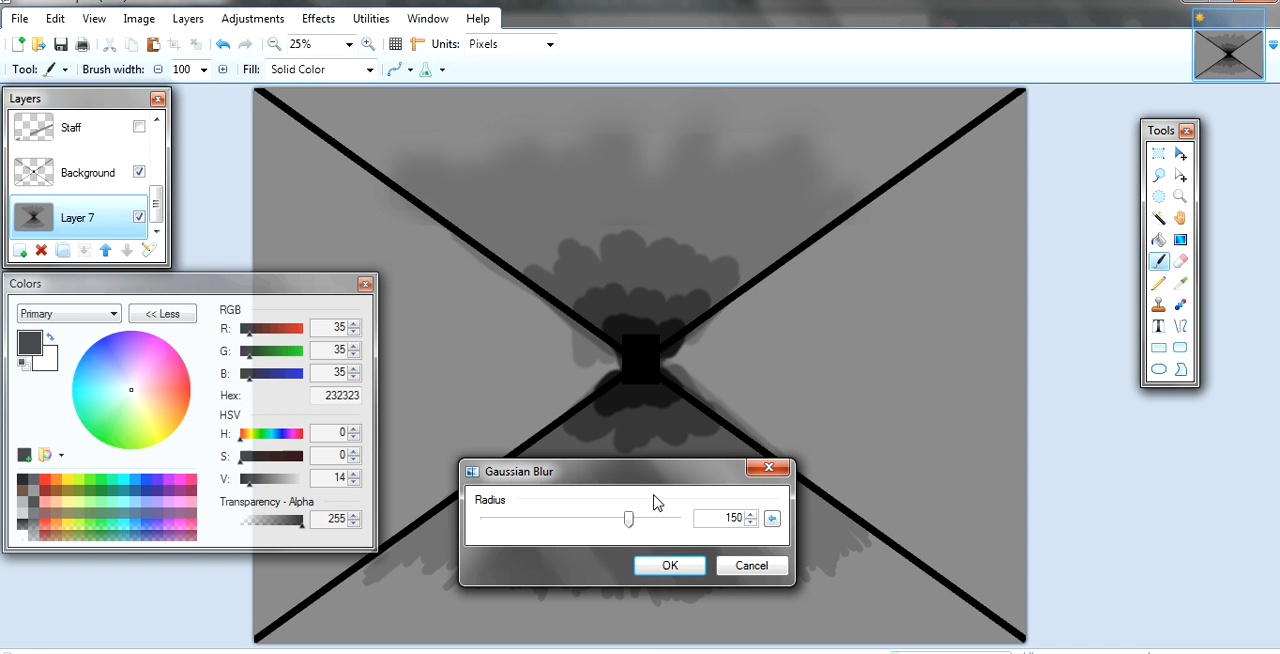 File Edit View Image Layers Adjustments Effects Utilities Window Help
25% Units: Pixels
Tool: Brush width: 100 Fill: Solid Color
Layers
Staff
Background
Layer 7
Colors
Primary << Less
RGB
R: 35
G: 35
B: 35
Hex: 232323
HSV
H: 0
S: 0
V: 14
Transparency - Alpha
255
Gaussian Blur
Radius
150
OK Cancel
Tools